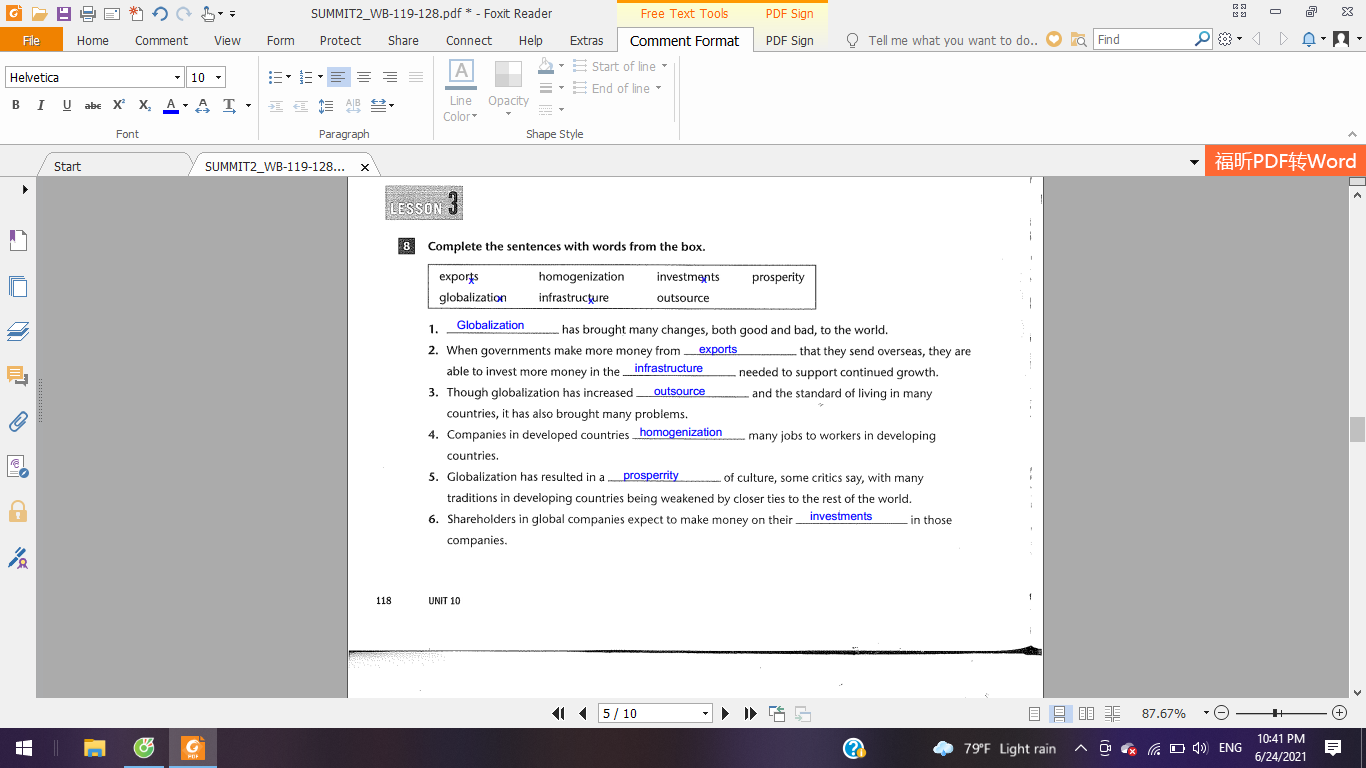 SUMMIT2_WB-119-128.pdf * - Foxit Reader
Free Text Tools PDF Sign
File Home Comment View Form Protect Share Connect Help Extras Comment Format PDF Sign Tell me what you want to do.. Find
Helvetica 10
B I U abc X² X₂ A A T
Font
Paragraph
A
Line Color
Opacity
Start of line
End of line
Shape Style
Start SUMMIT2_WB-119-128... 福昕PDF转Word
LESSON 3
8 Complete the sentences with words from the box.
exports homogenization investments prosperity
globalization infrastructure outsource
1. Globalization has brought many changes, both good and bad, to the world.
2. When governments make more money from exports that they send overseas, they are
able to invest more money in the infrastructure needed to support continued growth.
3. Though globalization has increased outsource and the standard of living in many
countries, it has also brought many problems.
4. Companies in developed countries homogenization many jobs to workers in developing
countries.
5. Globalization has resulted in a prosperrity of culture, some critics say, with many
traditions in developing countries being weakened by closer ties to the rest of the world.
6. Shareholders in global companies expect to make money on their investments in those
companies.
118 UNIT 10
5 / 10 87.67%
79°F Light rain ENG 10:41 PM
6/24/2021